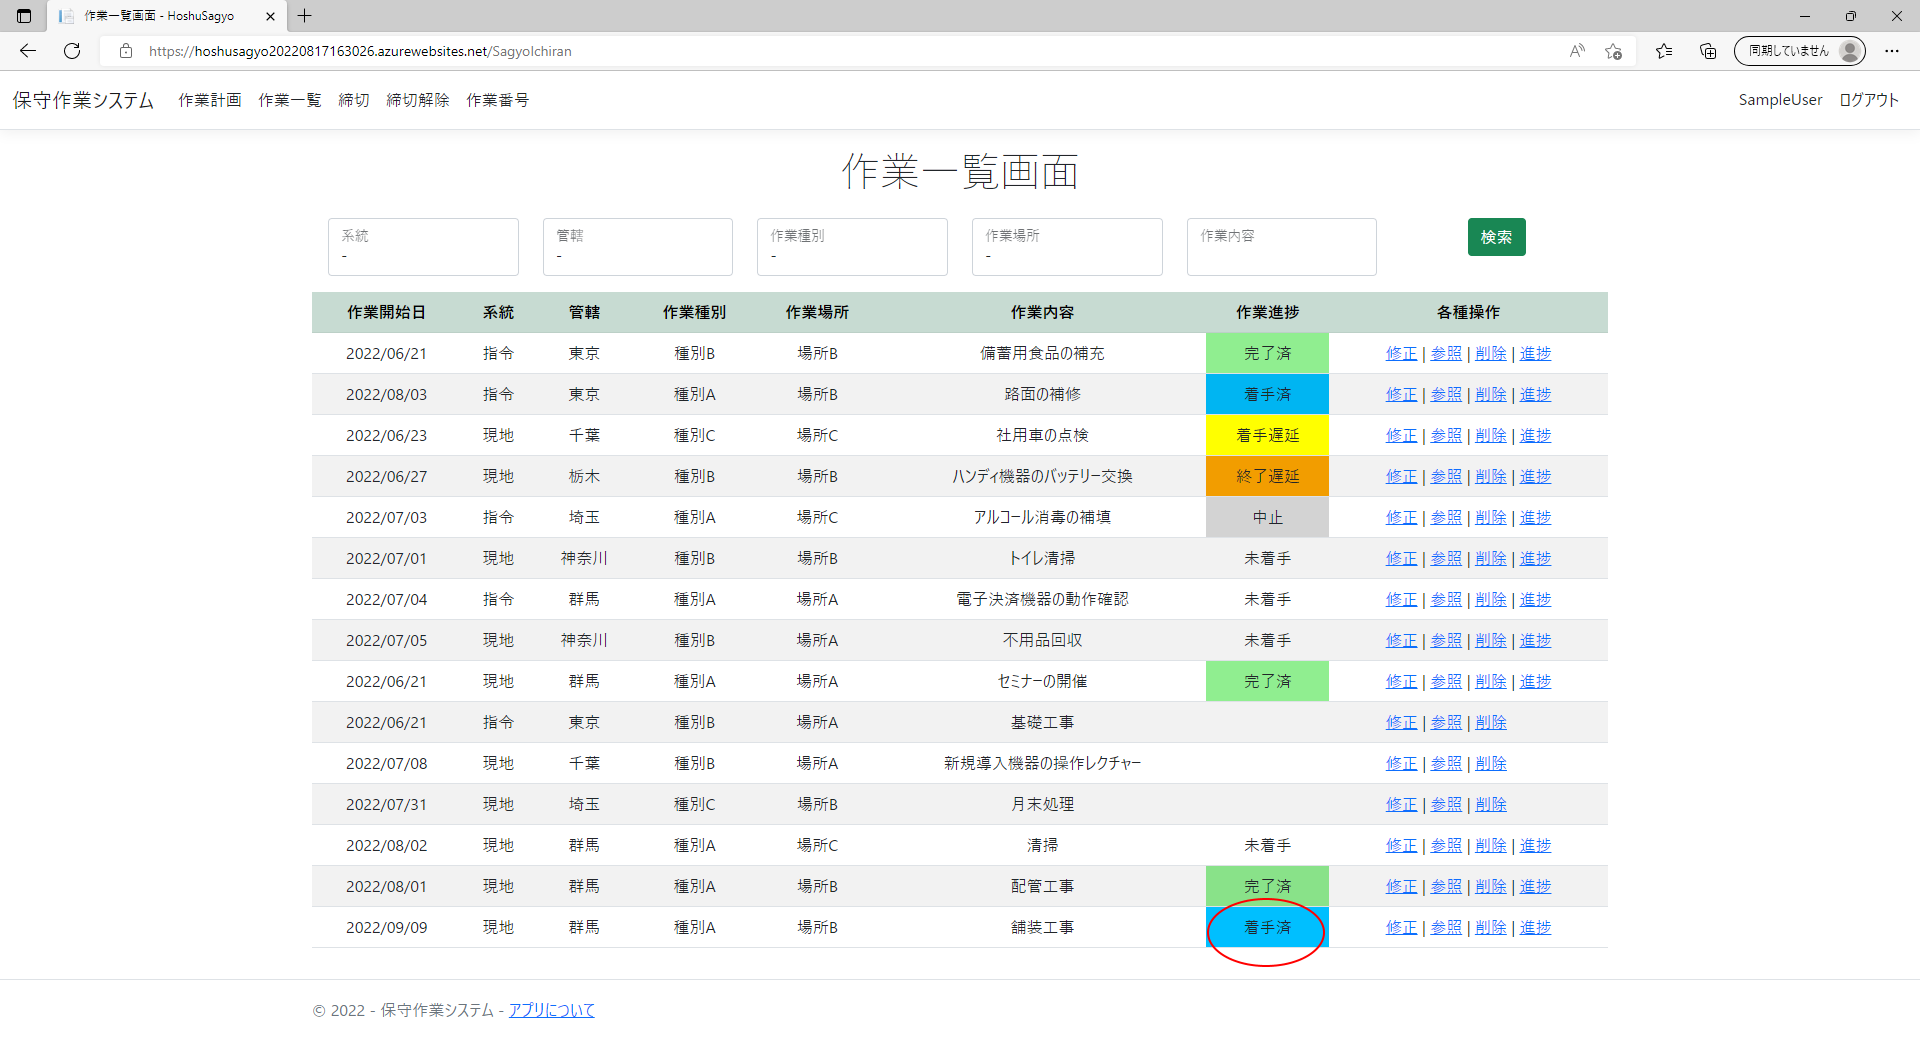 作業一覧画面 - HoshuSagyo
https://hoshusagyo20220817163026.azurewebsites.net/SagyoIchiran
同期していません
保守作業システム 作業計画 作業一覧 締切 締切解除 作業番号 SampleUser ログアウト
作業一覧画面
系統 管轄 作業種別 作業場所 作業内容 検索
- - - -
作業開始日 系統 管轄 作業種別 作業場所 作業内容 作業進捗 各種操作
2022/06/21 指令 東京 種別B 場所B 備蓄用食品の補充 完了済 修正 | 参照 | 削除 | 進捗
2022/08/03 指令 東京 種別A 場所B 路面の補修 着手済 修正 | 参照 | 削除 | 進捗
2022/06/23 現地 千葉 種別C 場所C 社用車の点検 着手遅延 修正 | 参照 | 削除 | 進捗
2022/06/27 現地 栃木 種別B 場所B ハンディ機器のバッテリー交換 終了遅延 修正 | 参照 | 削除 | 進捗
2022/07/03 指令 埼玉 種別A 場所C アルコール消毒の補填 中止 修正 | 参照 | 削除 | 進捗
2022/07/01 現地 神奈川 種別B 場所B トイレ清掃 未着手 修正 | 参照 | 削除 | 進捗
2022/07/04 指令 群馬 種別A 場所A 電子決済機器の動作確認 未着手 修正 | 参照 | 削除 | 進捗
2022/07/05 現地 神奈川 種別B 場所A 不用品回収 未着手 修正 | 参照 | 削除 | 進捗
2022/06/21 現地 群馬 種別A 場所A セミナーの開催 完了済 修正 | 参照 | 削除 | 進捗
2022/06/21 指令 東京 種別B 場所A 基礎工事 修正 | 参照 | 削除
2022/07/08 現地 千葉 種別B 場所A 新規導入機器の操作レクチャー 修正 | 参照 | 削除
2022/07/31 現地 埼玉 種別C 場所B 月末処理 修正 | 参照 | 削除
2022/08/02 現地 群馬 種別A 場所C 清掃 未着手 修正 | 参照 | 削除 | 進捗
2022/08/01 現地 群馬 種別A 場所B 配管工事 完了済 修正 | 参照 | 削除 | 進捗
2022/09/09 現地 群馬 種別A 場所B 舗装工事 着手済 修正 | 参照 | 削除 | 進捗
© 2022 - 保守作業システム - アプリについて